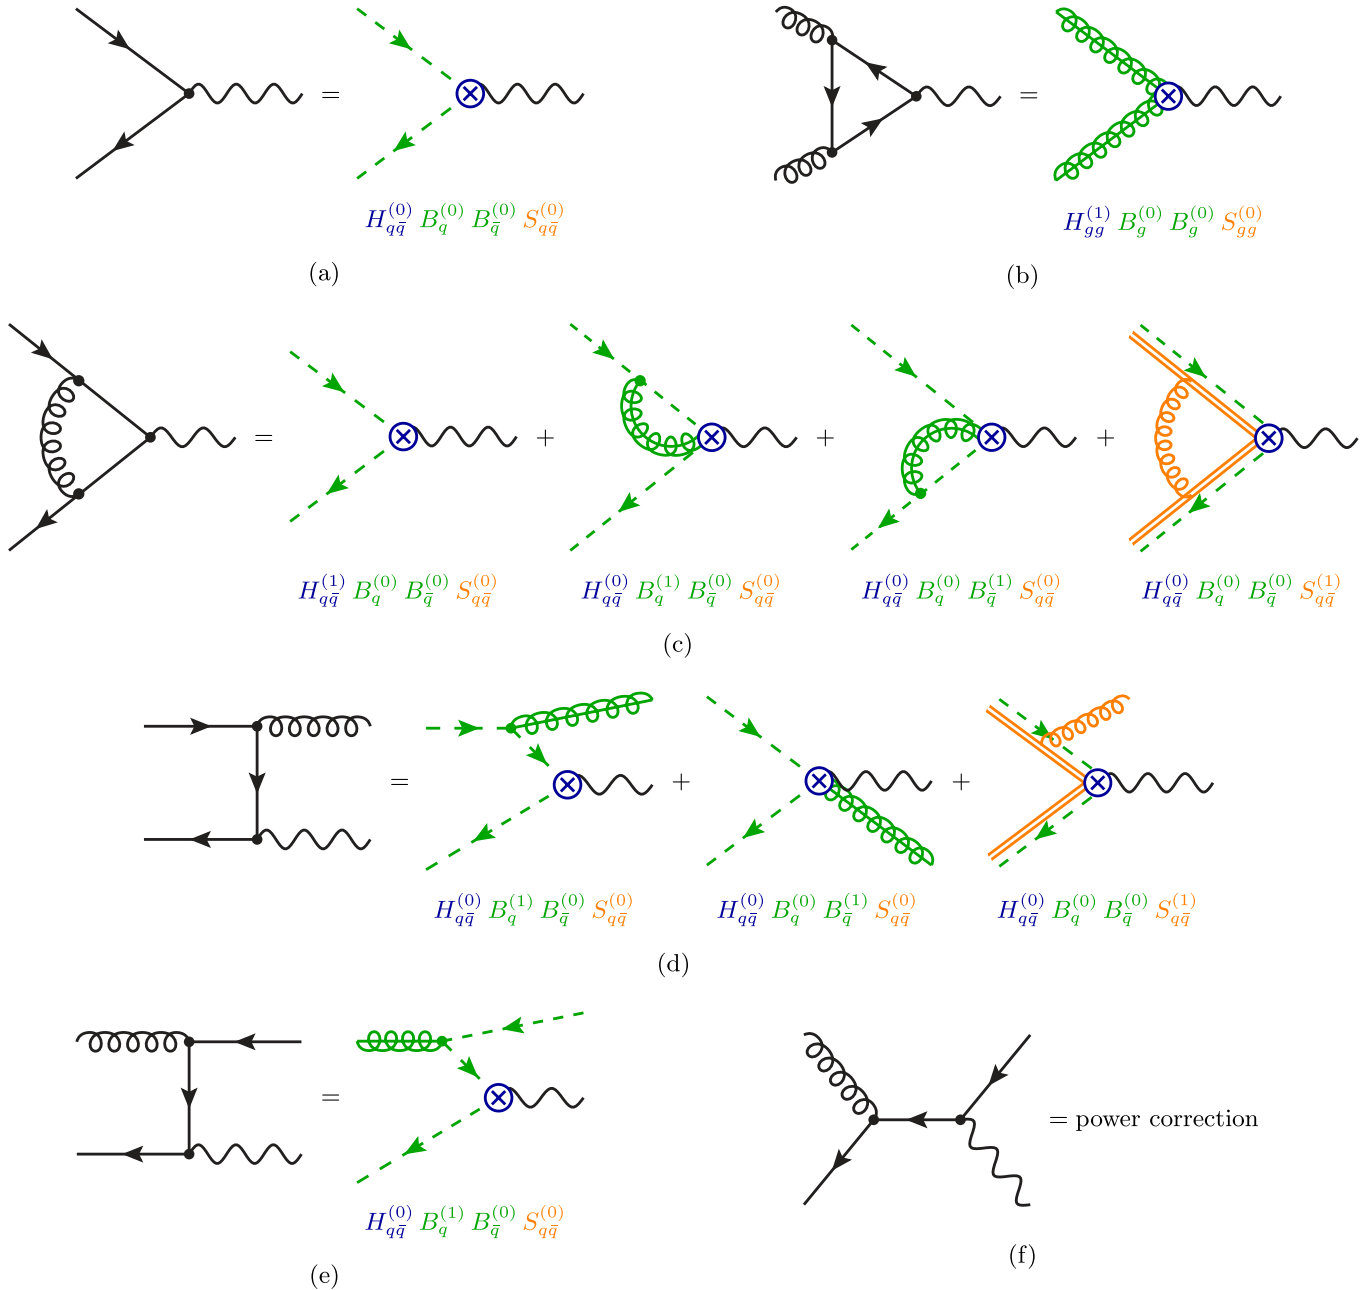 =
=
H_{q\bar{q}}^{(0)} B_q^{(0)} B_{\bar{q}}^{(0)} S_{q\bar{q}}^{(0)}
H_{gg}^{(1)} B_g^{(0)} B_g^{(0)} S_{gg}^{(0)}
(a)
(b)
= + + +
H_{q\bar{q}}^{(1)} B_q^{(0)} B_{\bar{q}}^{(0)} S_{q\bar{q}}^{(0)}
H_{q\bar{q}}^{(0)} B_q^{(1)} B_{\bar{q}}^{(0)} S_{q\bar{q}}^{(0)}
H_{q\bar{q}}^{(0)} B_q^{(0)} B_{\bar{q}}^{(1)} S_{q\bar{q}}^{(0)}
H_{q\bar{q}}^{(0)} B_q^{(0)} B_{\bar{q}}^{(0)} S_{q\bar{q}}^{(1)}
(c)
= + +
H_{q\bar{q}}^{(0)} B_q^{(1)} B_{\bar{q}}^{(0)} S_{q\bar{q}}^{(0)}
H_{q\bar{q}}^{(0)} B_q^{(0)} B_{\bar{q}}^{(1)} S_{q\bar{q}}^{(0)}
H_{q\bar{q}}^{(0)} B_q^{(0)} B_{\bar{q}}^{(0)} S_{q\bar{q}}^{(1)}
(d)
=
= power correction
H_{q\bar{q}}^{(0)} B_q^{(1)} B_{\bar{q}}^{(0)} S_{q\bar{q}}^{(0)}
(e)
(f)